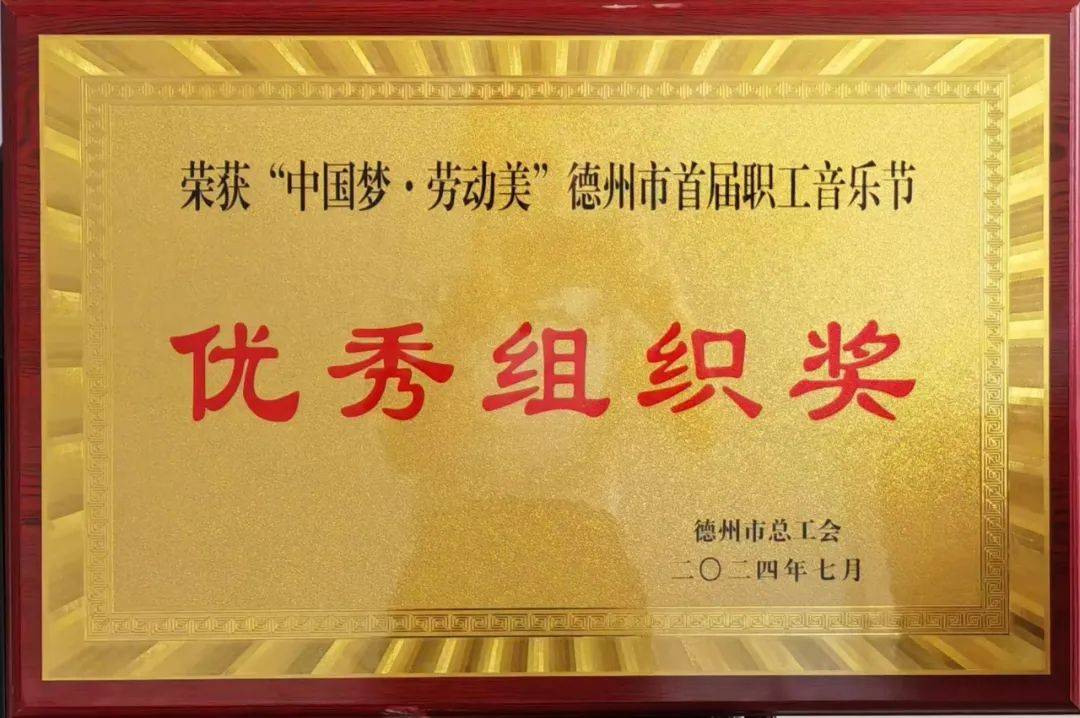 荣获“中国梦·劳动美”德州市首届职工音乐节
优秀组织奖
德州市总工会
二〇二四年七月